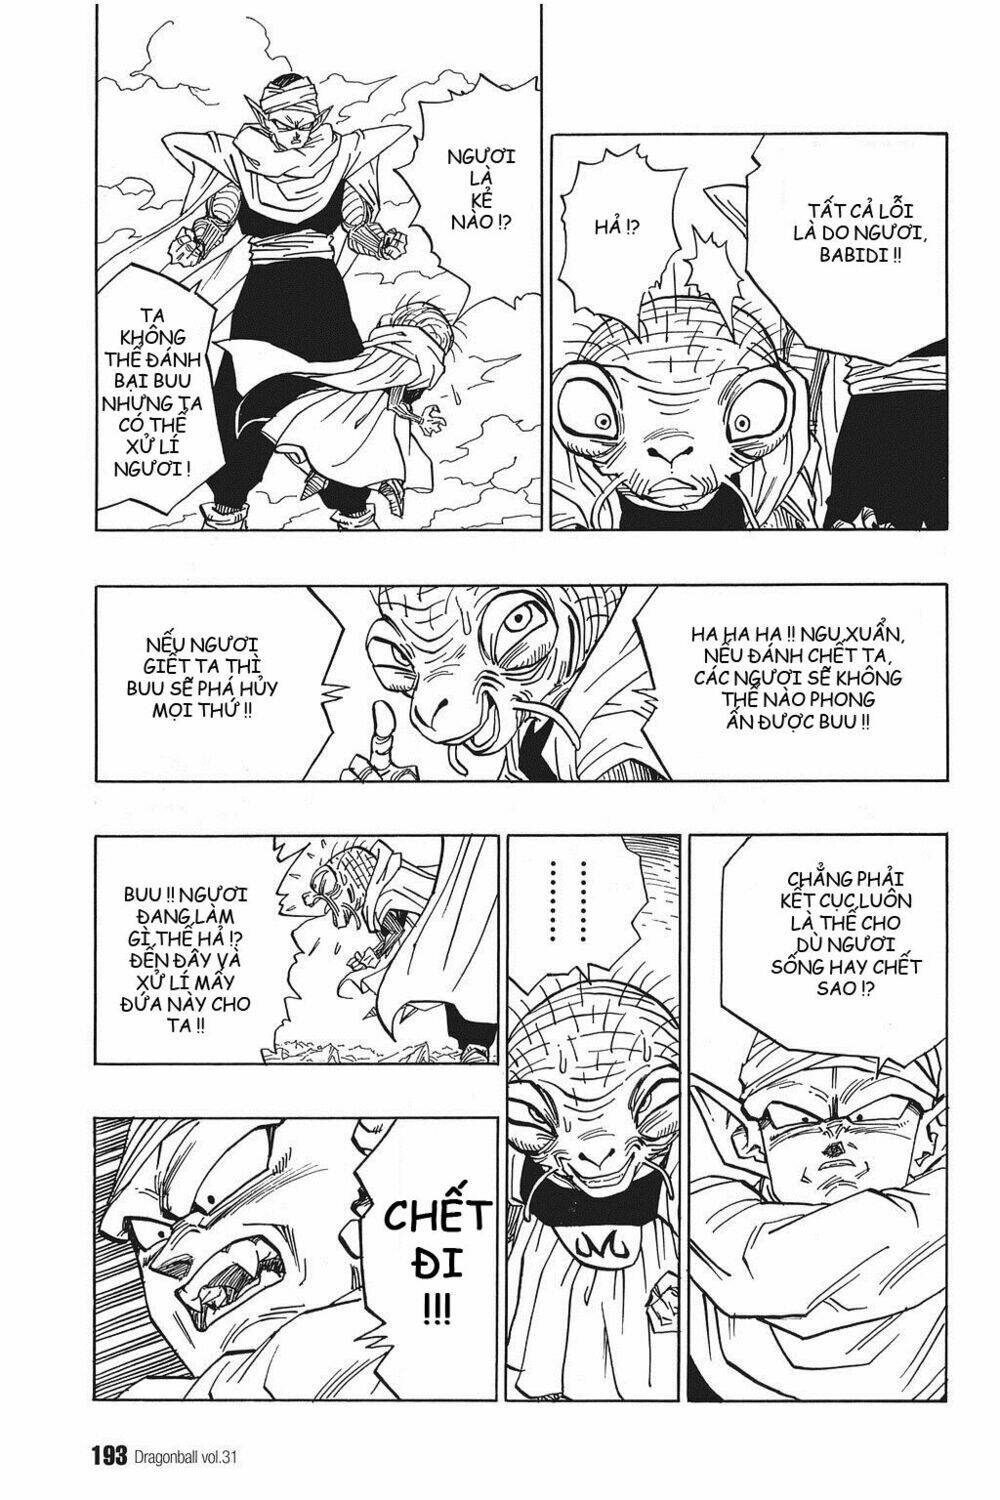 TẤT CẢ LỖI
LÀ DO NGƯƠI,
BABIDI !!
HẢ !?
NGƯƠI
LÀ
KẺ
NÀO !?
TA
KHÔNG
THỂ ĐÁNH
BẠI BUU
NHƯNG TA
CÓ THỂ
XỬ LÍ
NGƯƠI !
HA HA HA !! NGU XUẨN,
NẾU ĐÁNH CHẾT TA,
CÁC NGƯƠI SẼ KHÔNG
THỂ NÀO PHONG
ẤN ĐƯỢC BUU !!
NẾU NGƯƠI
GIẾT TA THÌ
BUU SẼ PHÁ HỦY
MỌI THỨ !!
CHẲNG PHẢI
KẾT CỤC LUÔN
LÀ THẾ CHO
DÙ NGƯƠI
SỐNG HAY CHẾT
SAO !?
......
......
BUU !! NGƯƠI
ĐANG LÀM
GÌ THẾ HẢ !?
ĐẾN ĐÂY VÀ
XỬ LÍ MẤY
ĐỨA NÀY CHO
TA !!
M
CHẾT
ĐI
!!!
193 Dragonball vol.31